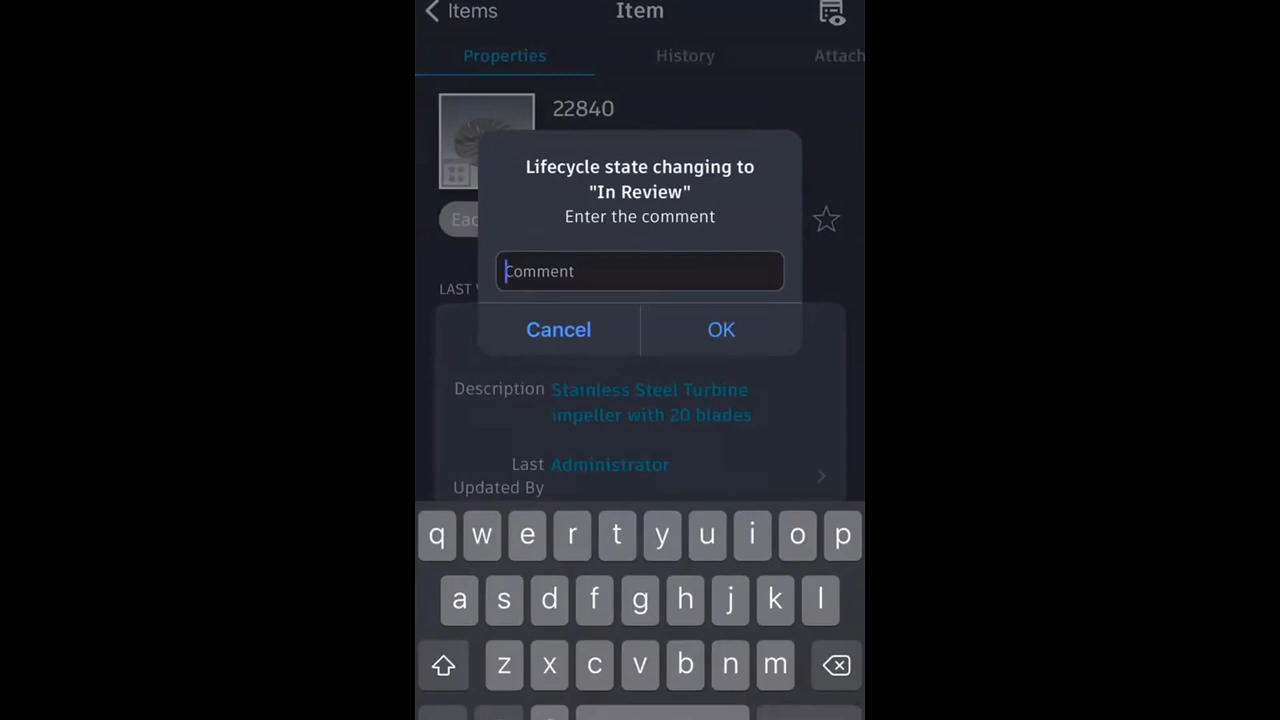 Items
Item
Properties
History
Attach
22840
Lifecycle state changing to
"In Review"
Enter the comment
Eac
Comment
LAST
Cancel
OK
Description
Stainless Steel Turbine
impeller with 20 blades
Last
Updated By
Administrator
q w e r t y u i o p
a s d f g h j k l
z x c v b n m